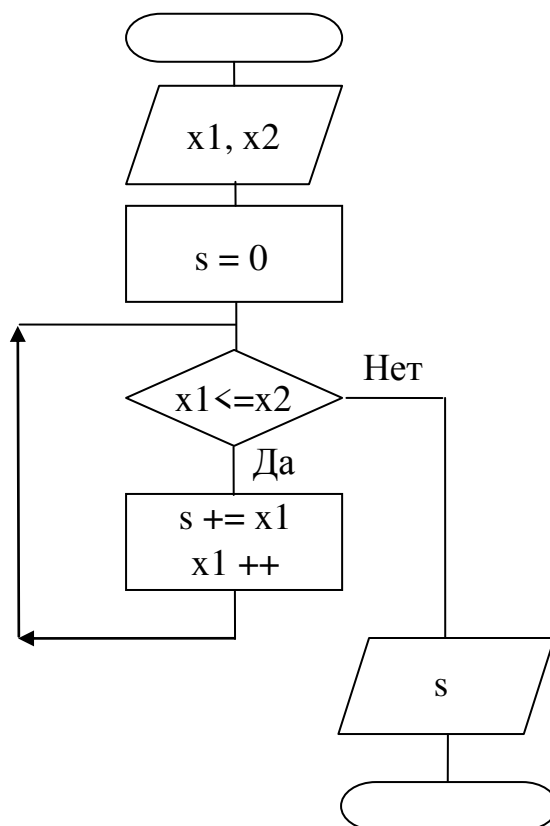 x1, x2
s = 0
x1<=x2
Нет
Да
s += x1
x1 ++
s